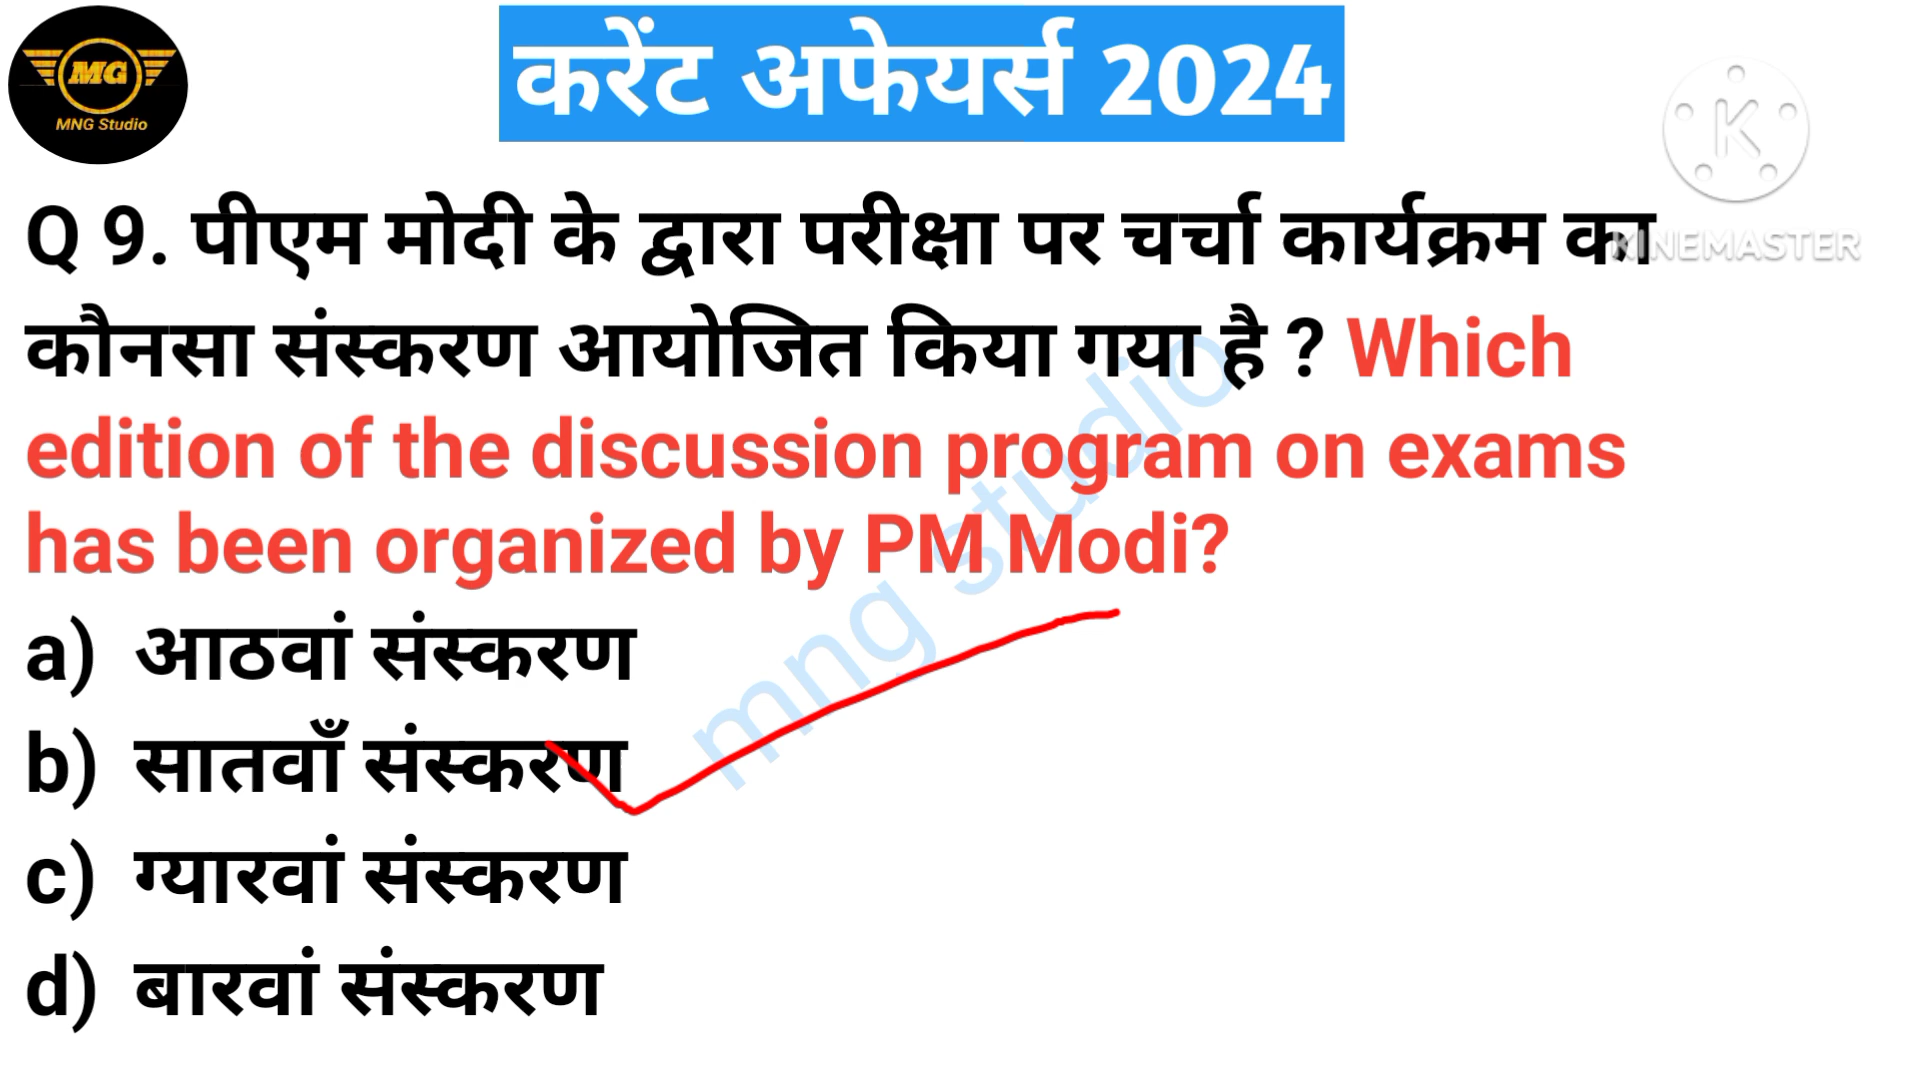 MG
MNG Studio
करेंट अफेयर्स 2024
K
KINEMASTER
Q 9. पीएम मोदी के द्वारा परीक्षा पर चर्चा कार्यक्रम का
कौनसा संस्करण आयोजित किया गया है ? Which
edition of the discussion program on exams
has been organized by PM Modi?
mng studio
a) आठवां संस्करण
b) सातवाँ संस्करण
c) ग्यारवां संस्करण
d) बारवां संस्करण